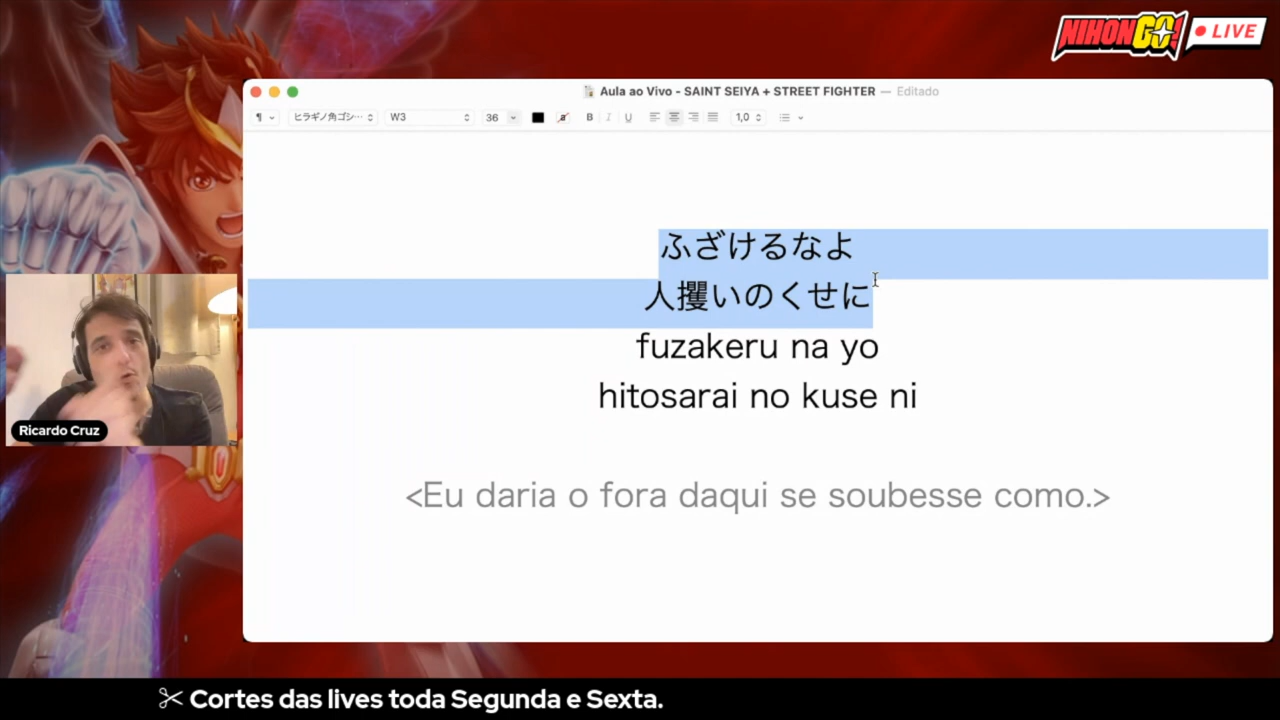 NIHONGO! LIVE
Aula ao Vivo - SAINT SEIYA + STREET FIGHTER — Editado
¶ ヒラギノ角ゴシ… W3 36 a B I U 1,0
ふざけるなよ
人攫いのくせに
fuzakeru na yo
hitosarai no kuse ni
<Eu daria o fora daqui se soubesse como.>
Ricardo Cruz
Cortes das lives toda Segunda e Sexta.